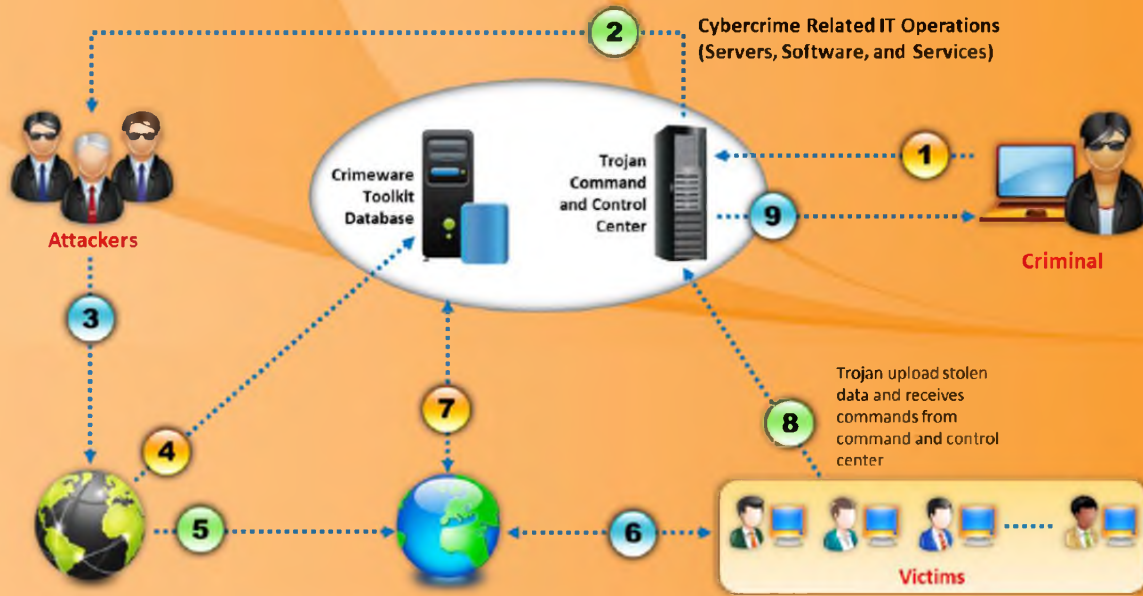 2
Cybercrime Related IT Operations
(Servers, Software, and Services)
Crimeware
Toolkit
Database
Trojan
Command
and Control
Center
1
9
Attackers
Criminal
3
4
7
8
Trojan upload stolen
data and receives
commands from
command and control
center
5
6
Victims